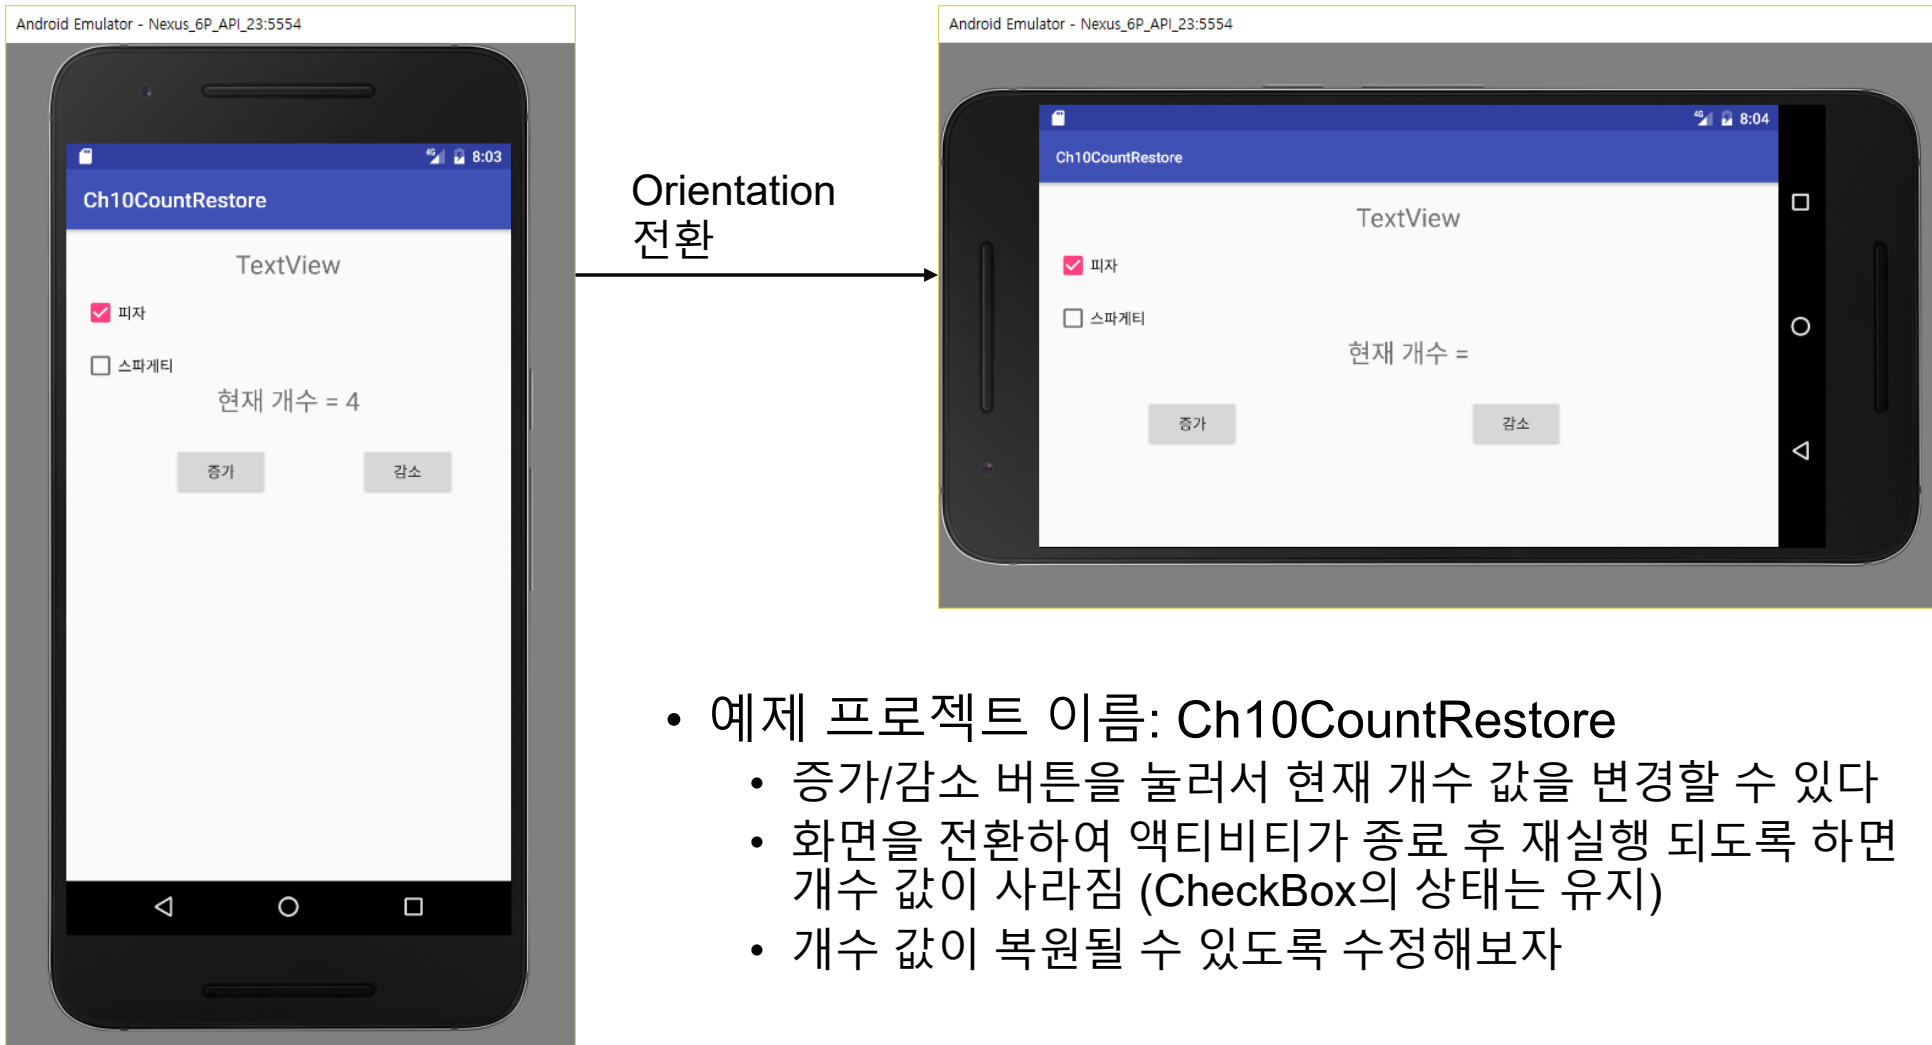 Android Emulator - Nexus_6P_API_23:5554
4G 8:03
Ch10CountRestore
TextView
피자
스파게티
현재 개수 = 4
증가 감소
Orientation
전환
Android Emulator - Nexus_6P_API_23:5554
4G 8:04
Ch10CountRestore
TextView
피자
스파게티
현재 개수 =
증가 감소
• 예제 프로젝트 이름: Ch10CountRestore
• 증가/감소 버튼을 눌러서 현재 개수 값을 변경할 수 있다
• 화면을 전환하여 액티비티가 종료 후 재실행 되도록 하면
개수 값이 사라짐 (CheckBox의 상태는 유지)
• 개수 값이 복원될 수 있도록 수정해보자